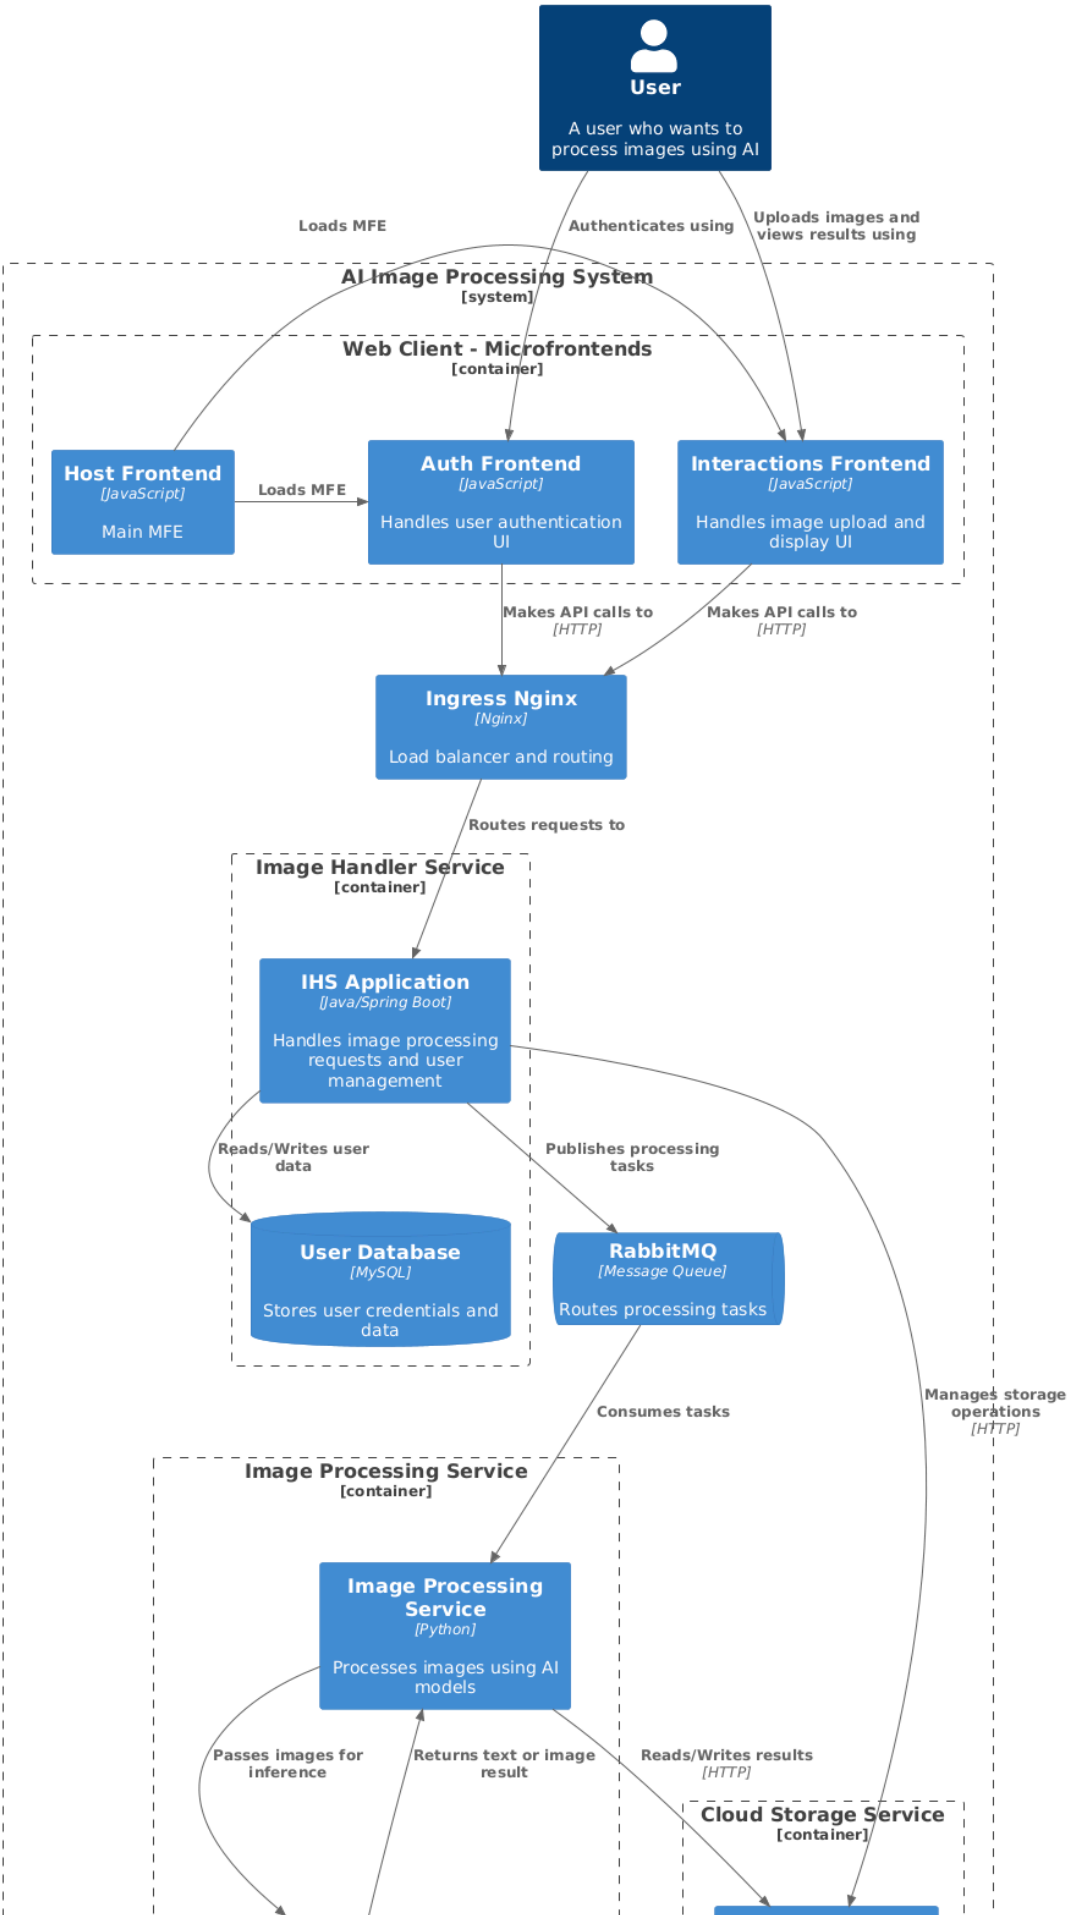 User
A user who wants to
process images using AI
Loads MFE
Authenticates using
Uploads images and
views results using
AI Image Processing System
[system]
Web Client - Microfrontends
[container]
Host Frontend
[JavaScript]
Main MFE
Loads MFE
Auth Frontend
[JavaScript]
Handles user authentication
UI
Interactions Frontend
[JavaScript]
Handles image upload and
display UI
Makes API calls to
[HTTP]
Makes API calls to
[HTTP]
Ingress Nginx
[Nginx]
Load balancer and routing
Routes requests to
Image Handler Service
[container]
IHS Application
[Java/Spring Boot]
Handles image processing
requests and user
management
Reads/Writes user
data
Publishes processing
tasks
User Database
[MySQL]
Stores user credentials and
data
RabbitMQ
[Message Queue]
Routes processing tasks
Manages storage
operations
[HTTP]
Consumes tasks
Image Processing Service
[container]
Image Processing
Service
[Python]
Processes images using AI
models
Passes images for
inference
Returns text or image
result
Reads/Writes results
[HTTP]
Cloud Storage Service
[container]